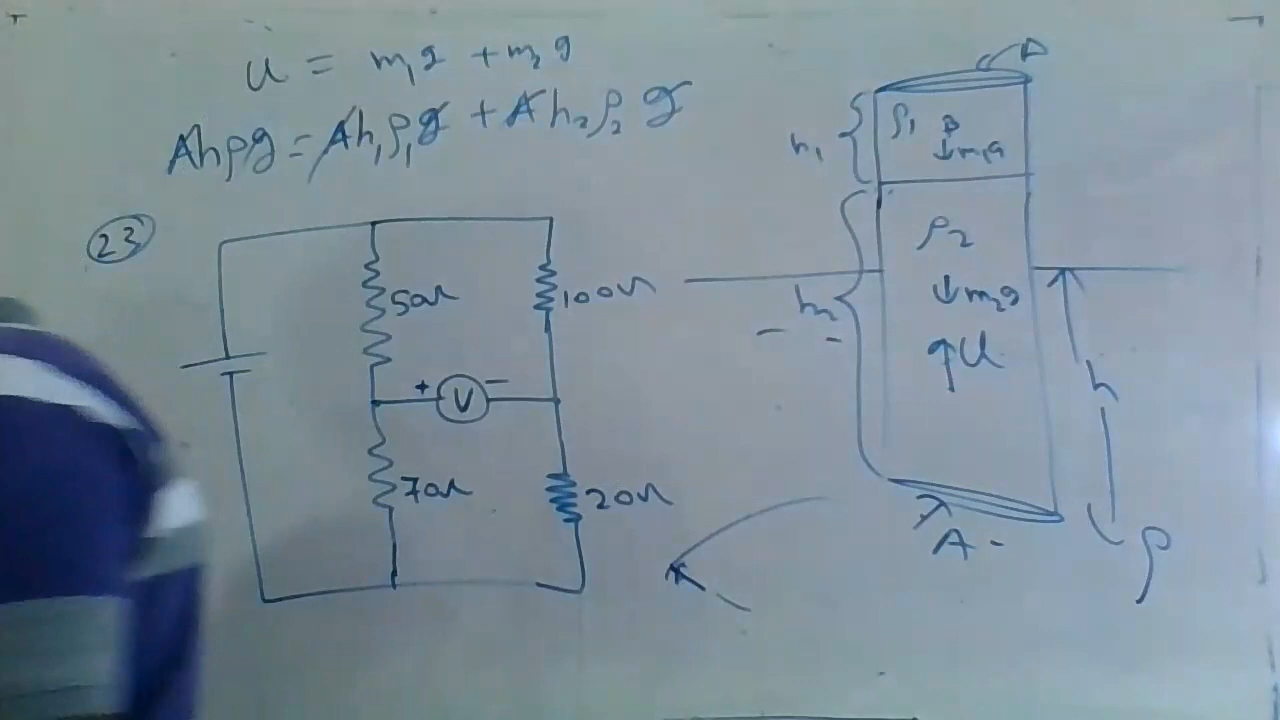 U = m₁g + m₂g
Ahρg = Ah₁ρ₁g + Ah₂ρ₂g
A
h₁
ρ₁
↓m₁g
23
ρ₂
50Ω
100Ω
h₂
↓m₂g
↑U
+
V
−
h
70Ω
20Ω
A
ρ